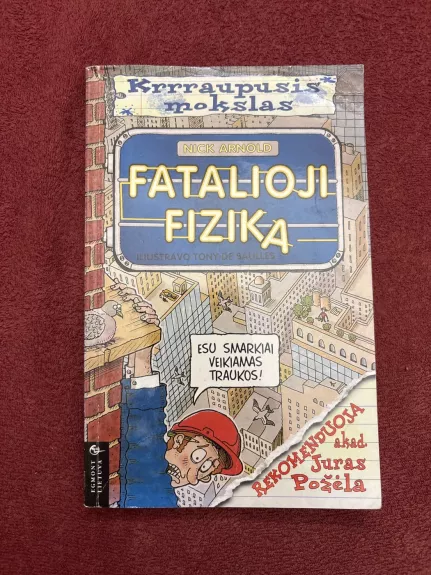 Krrraupusis
mokslas
NICK ARNOLD
FATALIOJI
FIZIKA
ILIUSTRAVO TONY DE SAULLES
ESU SMARKIAI
VEIKIAMAS
TRAUKOS!
REKOMENDUOJA
akad.
Juras
Požėla
EGMONT
LIETUVA